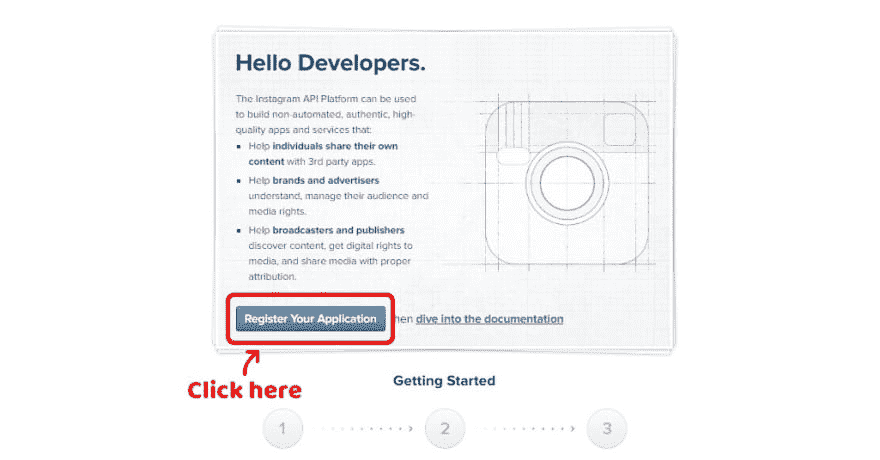 Hello Developers.
The Instagram API Platform can be used
to build non-automated, authentic, high-
quality apps and services that:
Help individuals share their own
content with 3rd party apps.
Help brands and advertisers
understand, manage their audience and
media rights.
Help broadcasters and publishers
discover content, get digital rights to
media, and share media with proper
attribution.
Register Your Application
dive into the documentation
Click here
Getting Started
1
2
3